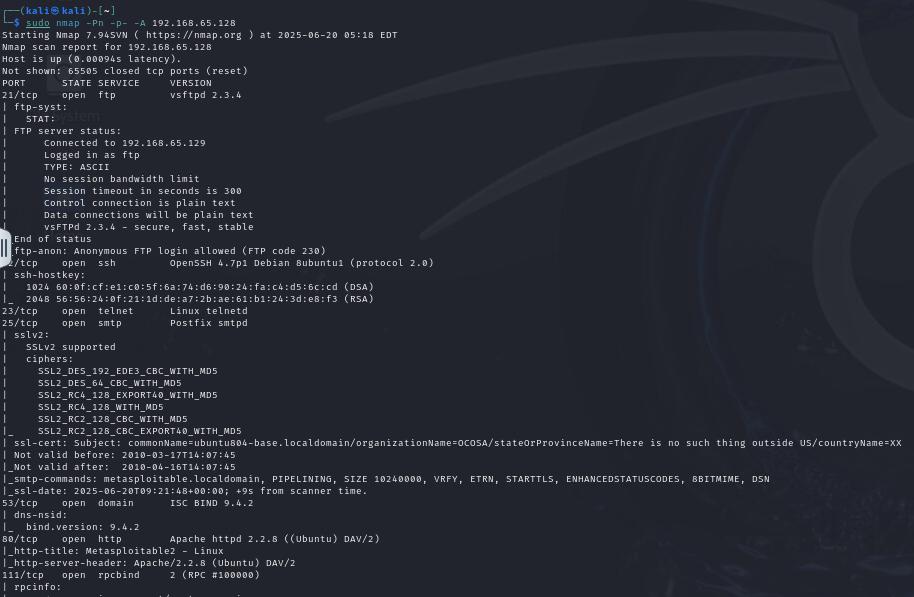 ┌──(kali㉿kali)-[~]
└─$ sudo nmap -Pn -p- -A 192.168.65.128
Starting Nmap 7.94SVN ( https://nmap.org ) at 2025-06-20 05:18 EDT
Nmap scan report for 192.168.65.128
Host is up (0.00094s latency).
Not shown: 65505 closed tcp ports (reset)
PORT      STATE SERVICE     VERSION
21/tcp    open  ftp         vsftpd 2.3.4
| ftp-syst:
|   STAT:
| FTP server status:
|      Connected to 192.168.65.129
|      Logged in as ftp
|      TYPE: ASCII
|      No session bandwidth limit
|      Session timeout in seconds is 300
|      Control connection is plain text
|      Data connections will be plain text
|      vsFTPd 2.3.4 - secure, fast, stable
End of status
ftp-anon: Anonymous FTP login allowed (FTP code 230)
2/tcp    open  ssh         OpenSSH 4.7p1 Debian 8ubuntu1 (protocol 2.0)
| ssh-hostkey:
|   1024 60:0f:cf:e1:c0:5f:6a:74:d6:90:24:fa:c4:d5:6c:cd (DSA)
|_  2048 56:56:24:0f:21:1d:de:a7:2b:ae:61:b1:24:3d:e8:f3 (RSA)
23/tcp    open  telnet      Linux telnetd
25/tcp    open  smtp        Postfix smtpd
| sslv2:
|   SSLv2 supported
|   ciphers:
|     SSL2_DES_192_EDE3_CBC_WITH_MD5
|     SSL2_DES_64_CBC_WITH_MD5
|     SSL2_RC4_128_EXPORT40_WITH_MD5
|     SSL2_RC4_128_WITH_MD5
|     SSL2_RC2_128_CBC_WITH_MD5
|_    SSL2_RC2_128_CBC_EXPORT40_WITH_MD5
| ssl-cert: Subject: commonName=ubuntu804-base.localdomain/organizationName=OCOSA/stateOrProvinceName=There is no such thing outside US/countryName=XX
| Not valid before: 2010-03-17T14:07:45
|_Not valid after:  2010-04-16T14:07:45
|_smtp-commands: metasploitable.localdomain, PIPELINING, SIZE 10240000, VRFY, ETRN, STARTTLS, ENHANCEDSTATUSCODES, 8BITMIME, DSN
|_ssl-date: 2025-06-20T09:21:48+00:00; +9s from scanner time.
53/tcp    open  domain      ISC BIND 9.4.2
| dns-nsid:
|_  bind.version: 9.4.2
80/tcp    open  http        Apache httpd 2.2.8 ((Ubuntu) DAV/2)
|_http-title: Metasploitable2 - Linux
|_http-server-header: Apache/2.2.8 (Ubuntu) DAV/2
111/tcp   open  rpcbind     2 (RPC #100000)
| rpcinfo: